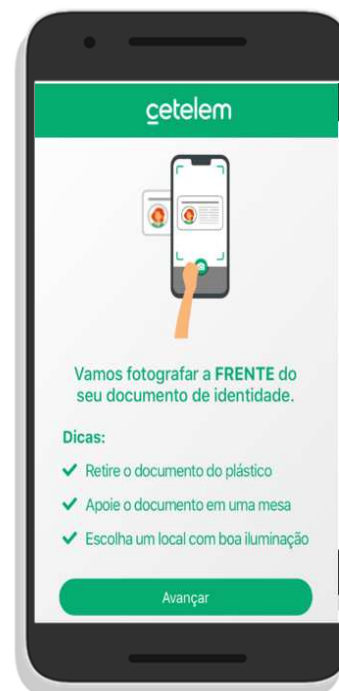 cetelem
Vamos fotografar a FRENTE do
seu documento de identidade.
Dicas:
✔ Retire o documento do plástico
✔ Apoie o documento em uma mesa
✔ Escolha um local com boa iluminação
Avançar